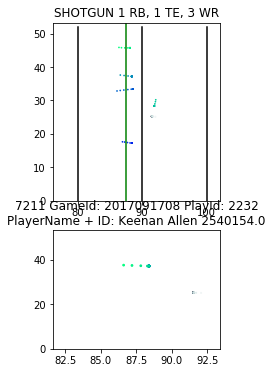 SHOTGUN 1 RB, 1 TE, 3 WR
50
40
30
20
10
0
80 90 100
7211 GameId: 2017091708 PlayId: 2232
PlayerName + ID: Keenan Allen 2540154.0
40
20
0
82.5 85.0 87.5 90.0 92.5